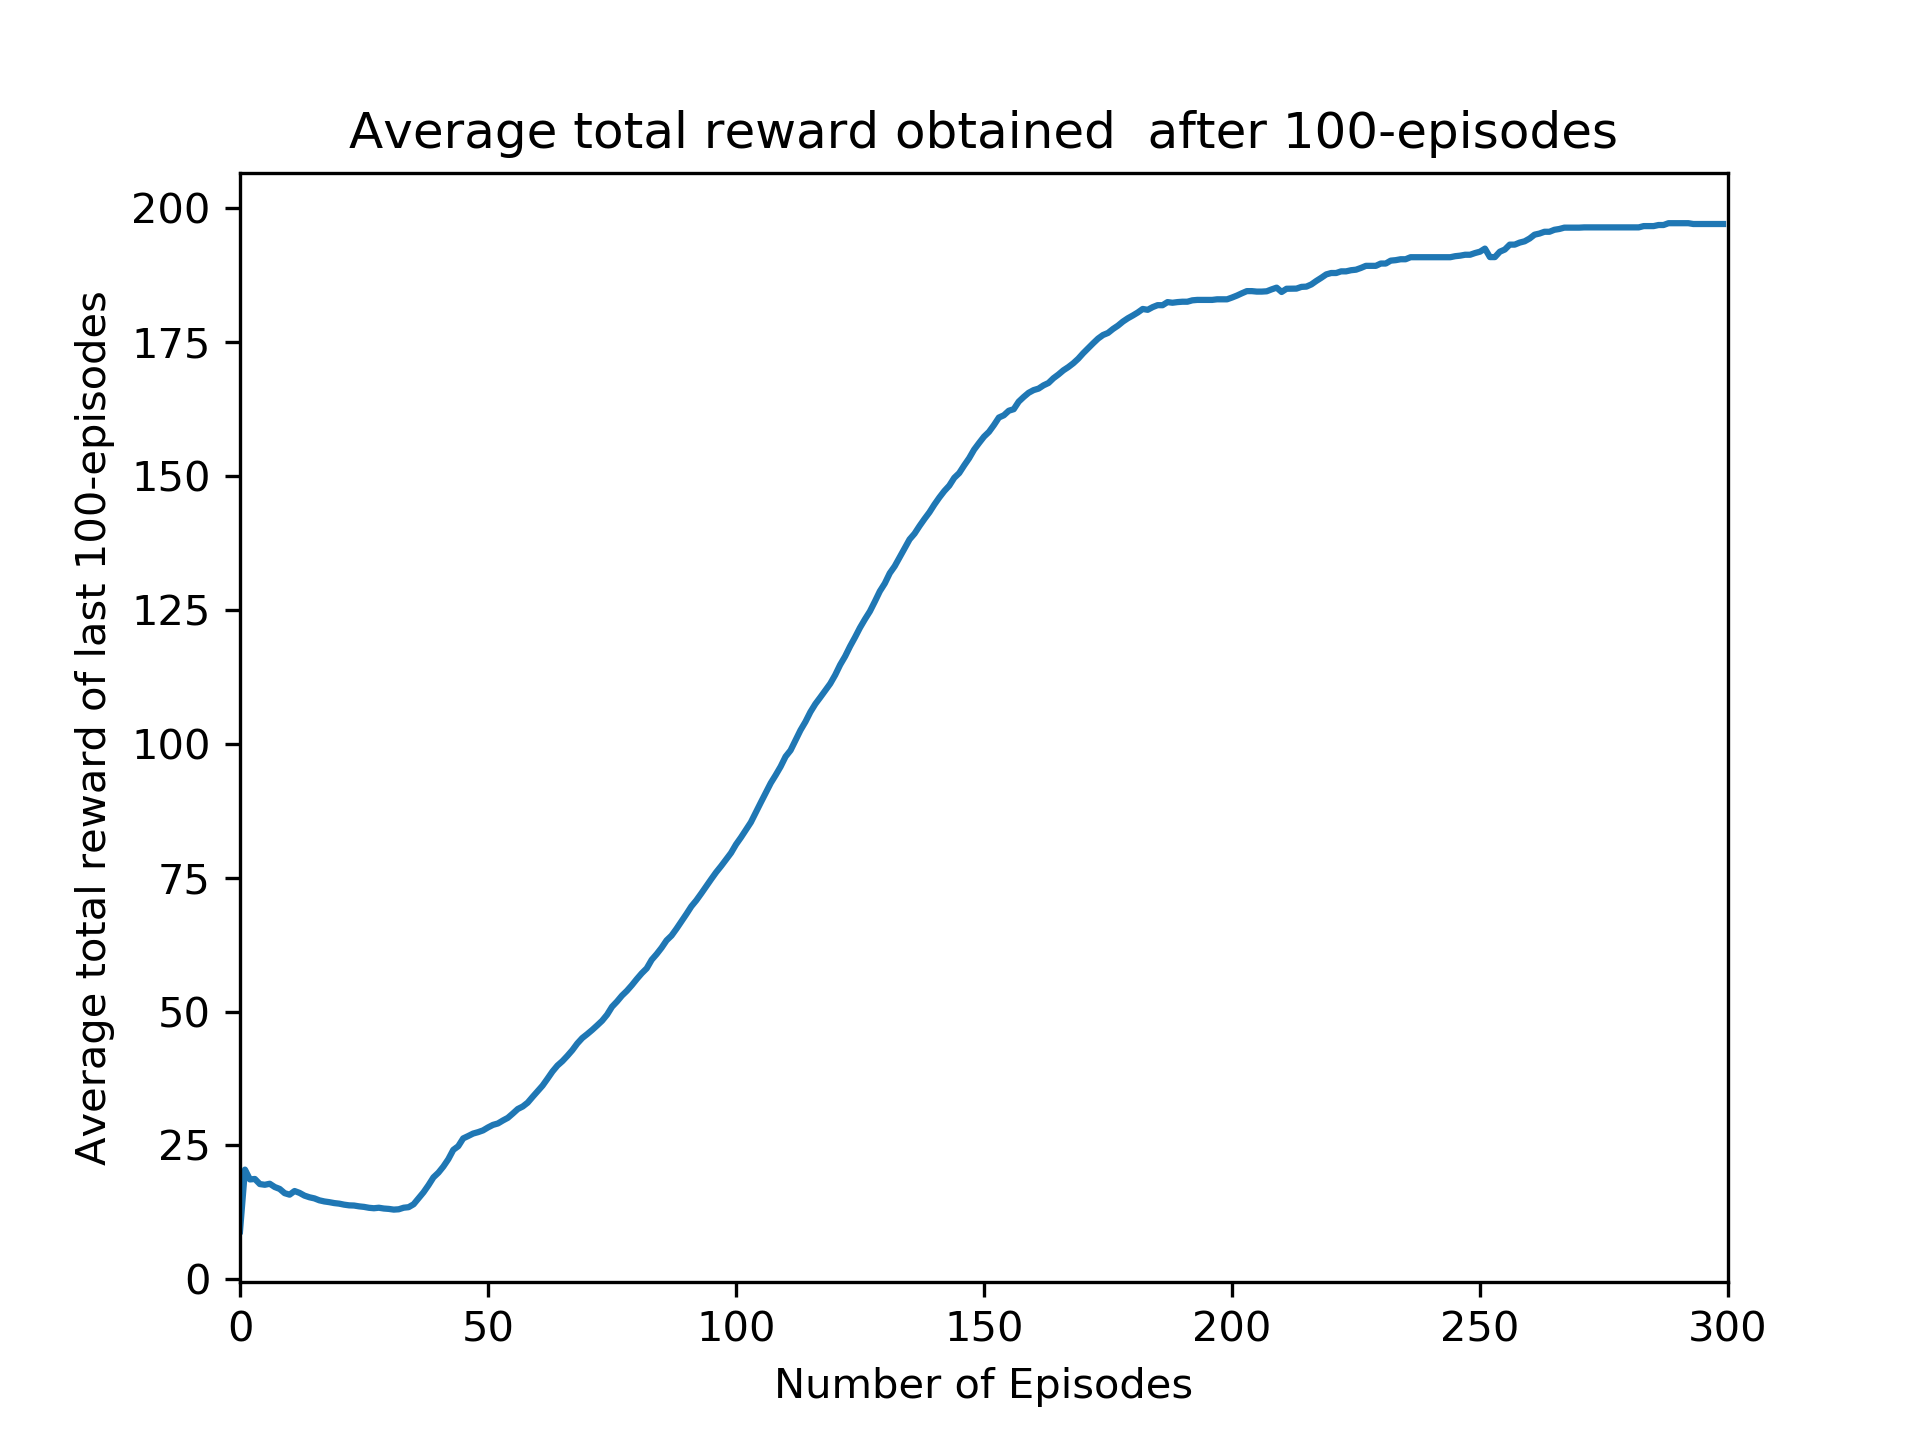 Average total reward obtained  after 100-episodes
Average total reward of last 100-episodes
200
175
150
125
100
75
50
25
0
0 50 100 150 200 250 300
Number of Episodes